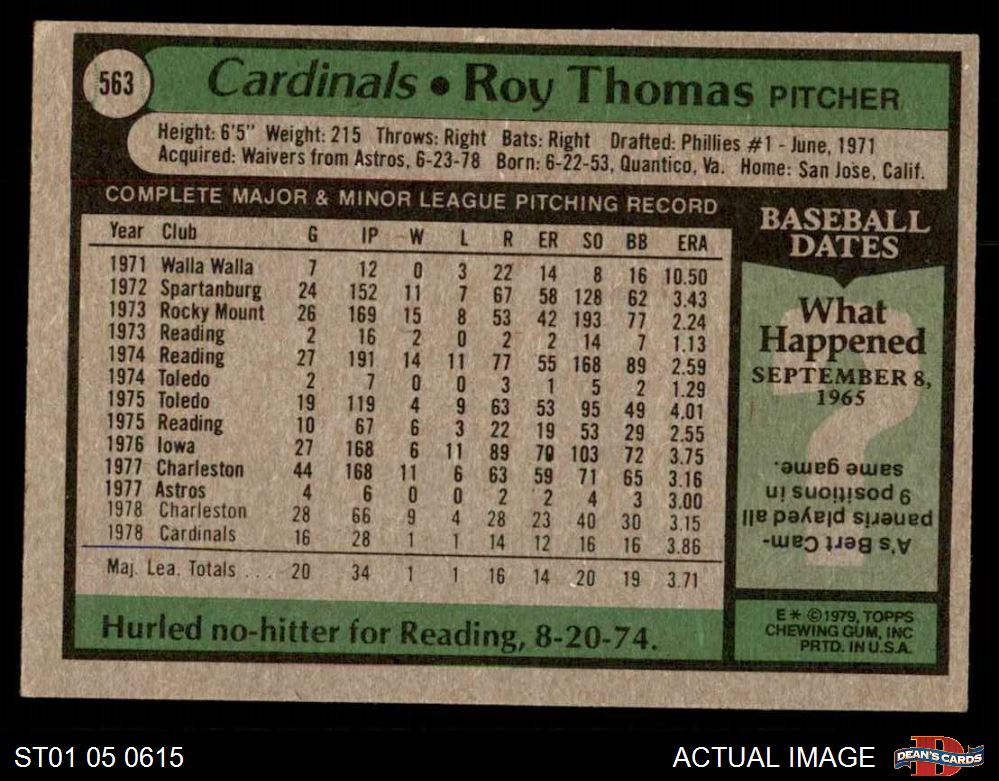 563
Cardinals • Roy Thomas PITCHER
Height: 6'5" Weight: 215 Throws: Right Bats: Right Drafted: Phillies #1 - June, 1971
Acquired: Waivers from Astros, 6-23-78 Born: 6-22-53, Quantico, Va. Home: San Jose, Calif.
COMPLETE MAJOR & MINOR LEAGUE PITCHING RECORD
Year Club G IP W L R ER SO BB ERA
1971 Walla Walla 7 12 0 3 22 14 8 16 10.50
1972 Spartanburg 24 152 11 7 67 58 128 62 3.43
1973 Rocky Mount 26 169 15 8 53 42 193 77 2.24
1973 Reading 2 16 2 0 2 2 14 7 1.13
1974 Reading 27 191 14 11 77 55 168 89 2.59
1974 Toledo 2 7 0 0 3 1 5 2 1.29
1975 Toledo 19 119 4 9 63 53 95 49 4.01
1975 Reading 10 67 6 3 22 19 53 29 2.55
1976 Iowa 27 168 6 11 89 70 103 72 3.75
1977 Charleston 44 168 11 6 63 59 71 65 3.16
1977 Astros 4 6 0 0 2 2 4 3 3.00
1978 Charleston 28 66 9 4 28 23 40 30 3.15
1978 Cardinals 16 28 1 1 14 12 16 16 3.86
Maj. Lea. Totals ... 20 34 1 1 16 14 20 19 3.71
Hurled no-hitter for Reading, 8-20-74.
BASEBALL
DATES
What
Happened
SEPTEMBER 8,
1965
A's Bert Cam-
paneris played all
9 positions in
same game.
E * © 1979, TOPPS
CHEWING GUM, INC
PRTD. IN U.S.A.
ST01 05 0615
ACTUAL IMAGE
DEAN'S CARDS